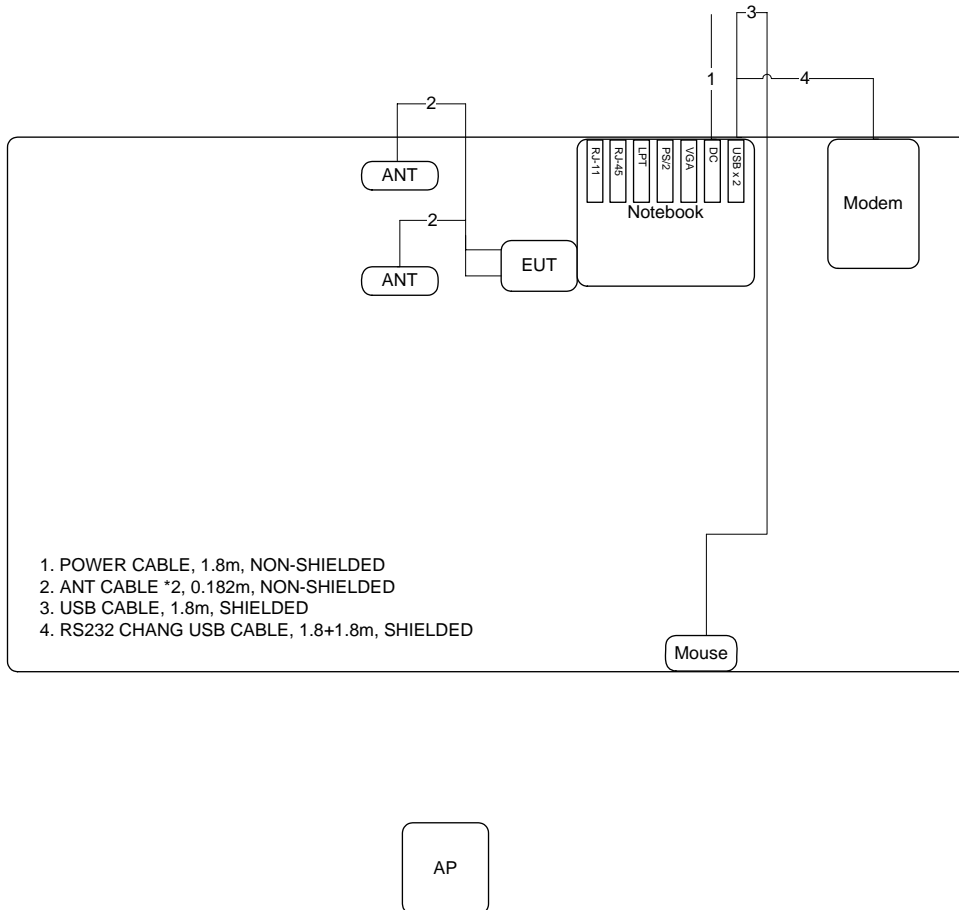 3
1
4
2
ANT
RJ-11
RJ-45
LPT
PS/2
VGA
DC
USB x 2
Notebook
Modem
2
EUT
ANT
1. POWER CABLE, 1.8m, NON-SHIELDED
2. ANT CABLE *2, 0.182m, NON-SHIELDED
3. USB CABLE, 1.8m, SHIELDED
4. RS232 CHANG USB CABLE, 1.8+1.8m, SHIELDED
Mouse
AP